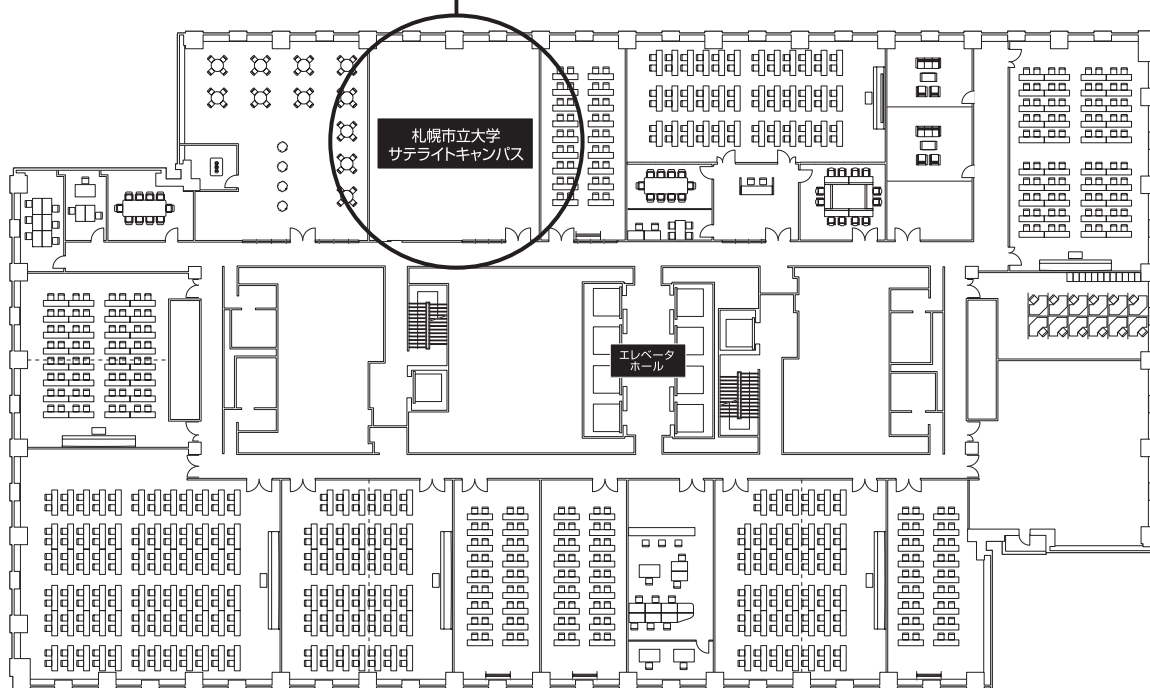 札幌市立大学
サテライトキャンパス
エレベータ
ホール